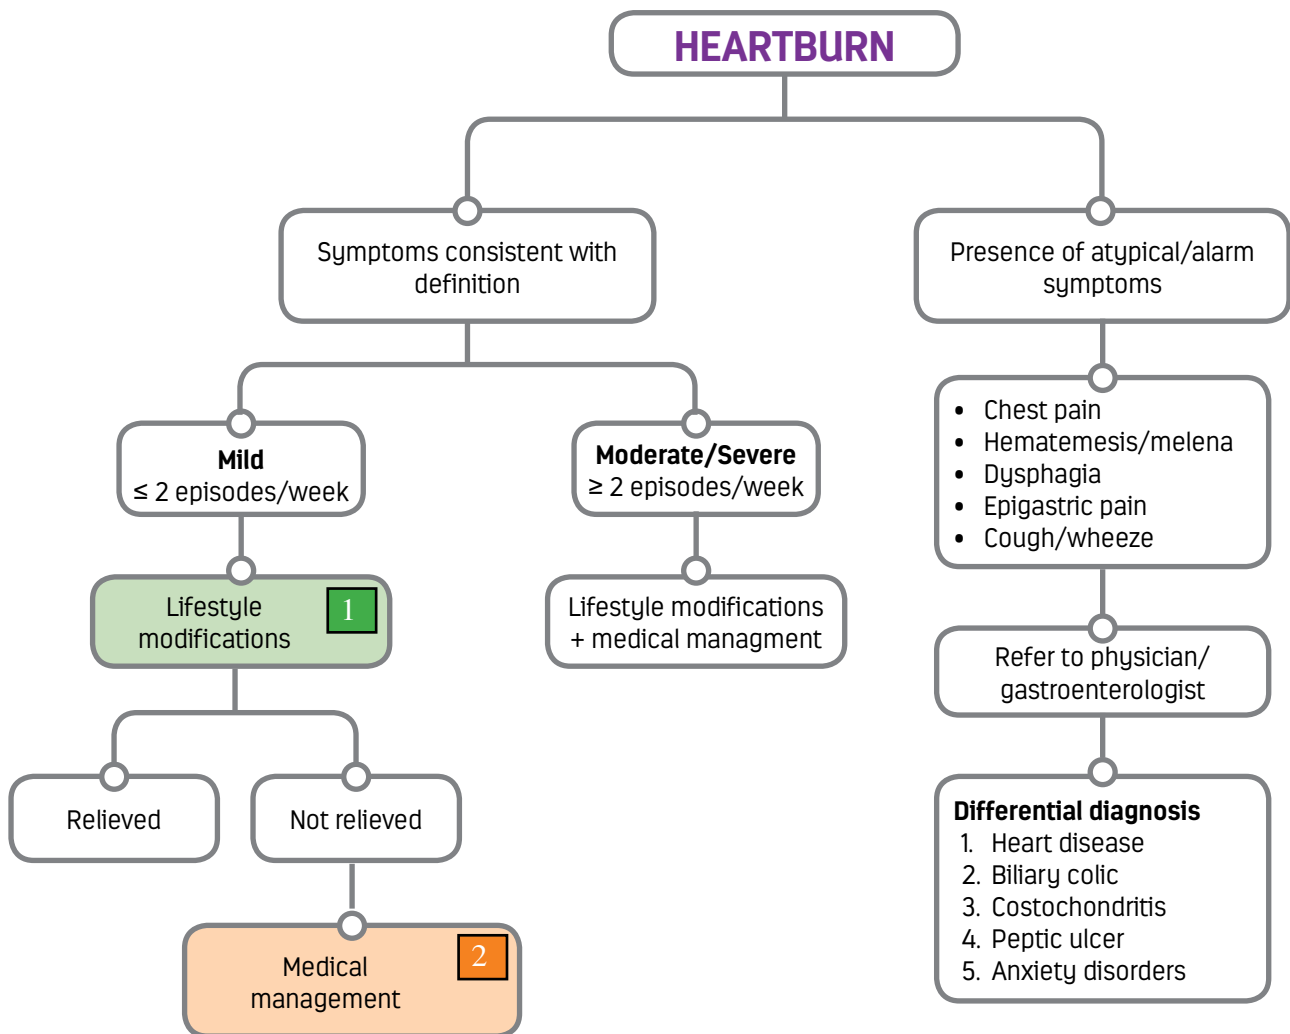 HEARTBURN
Symptoms consistent with
definition
Presence of atypical/alarm
symptoms
Mild
≤ 2 episodes/week
Moderate/Severe
≥ 2 episodes/week
• Chest pain
• Hematemesis/melena
• Dysphagia
• Epigastric pain
• Cough/wheeze
Lifestyle
modifications
1
Lifestyle modifications
+ medical managment
Refer to physician/
gastroenterologist
Relieved
Not relieved
Differential diagnosis
1. Heart disease
2. Biliary colic
3. Costochondritis
4. Peptic ulcer
5. Anxiety disorders
Medical
management
2